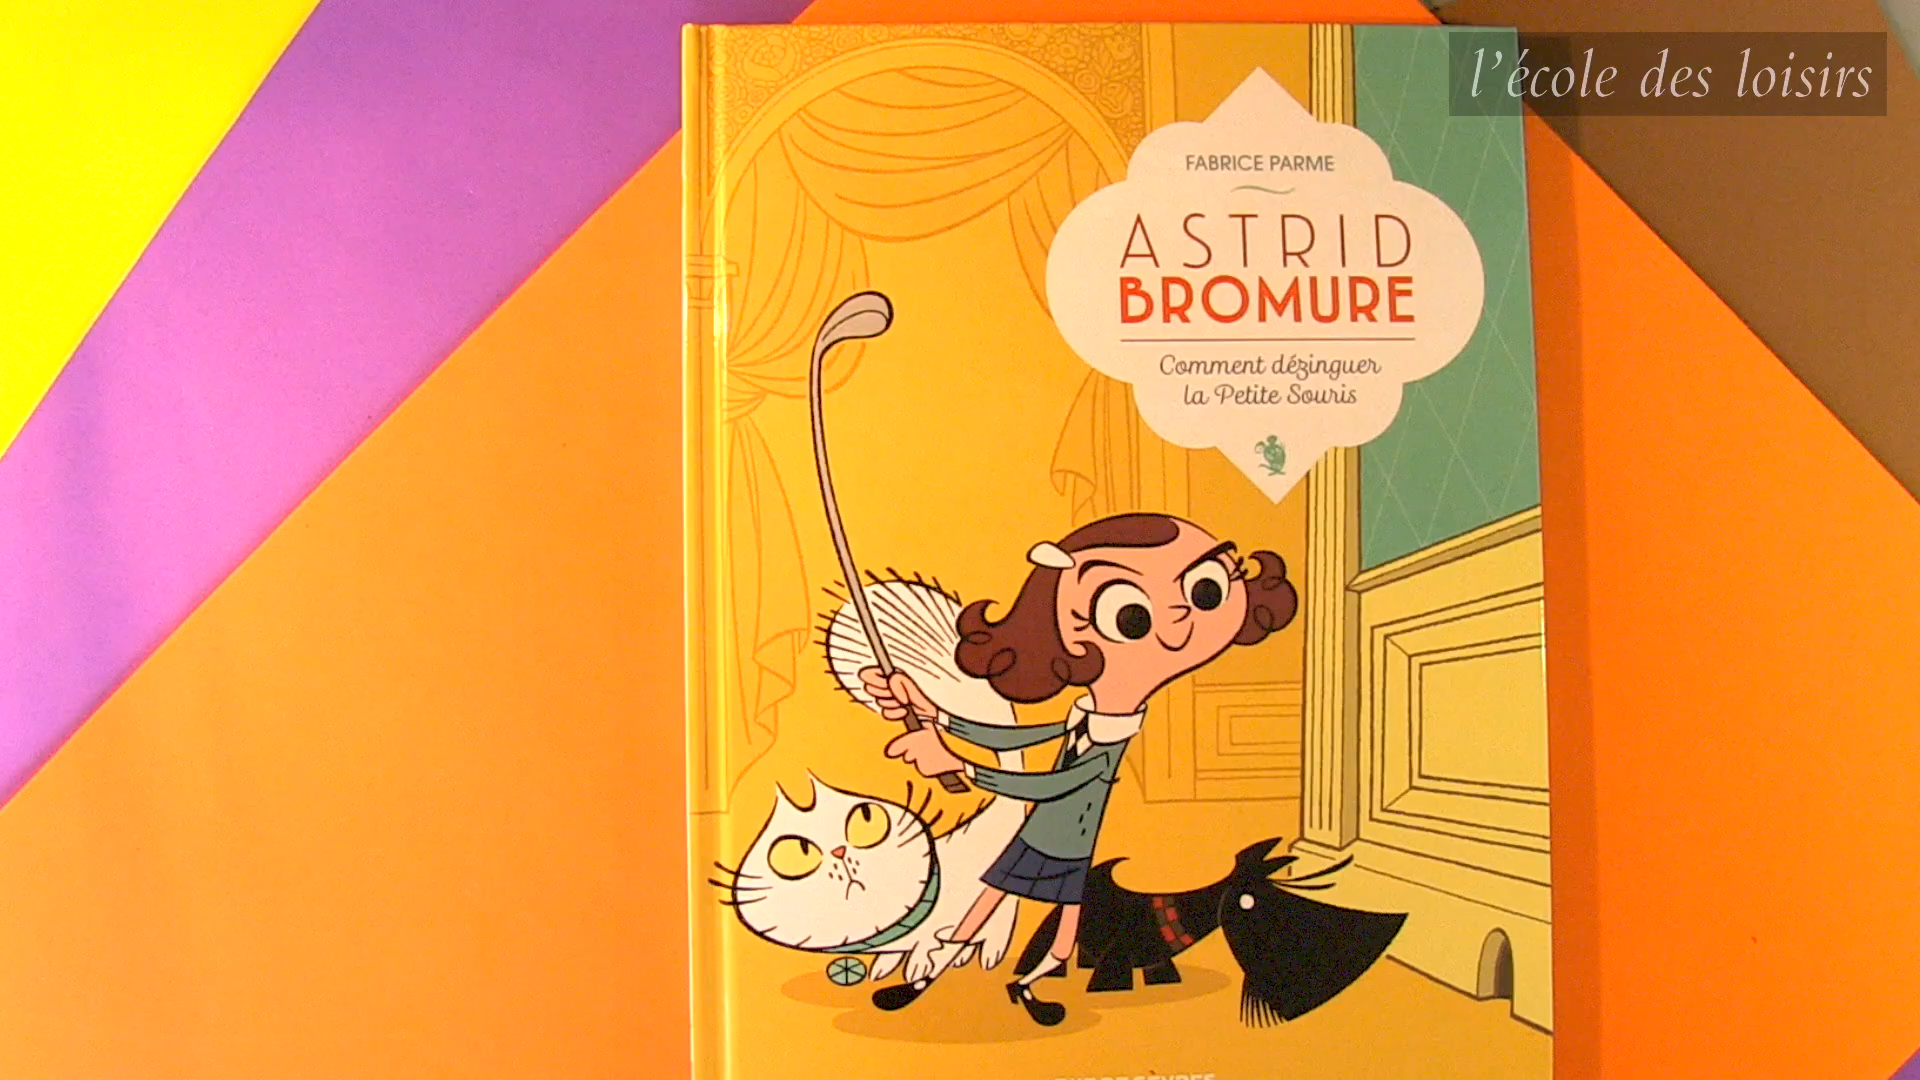 l'école des loisirs
FABRICE PARME
ASTRID
BROMURE
Comment dézinguer
la Petite Souris